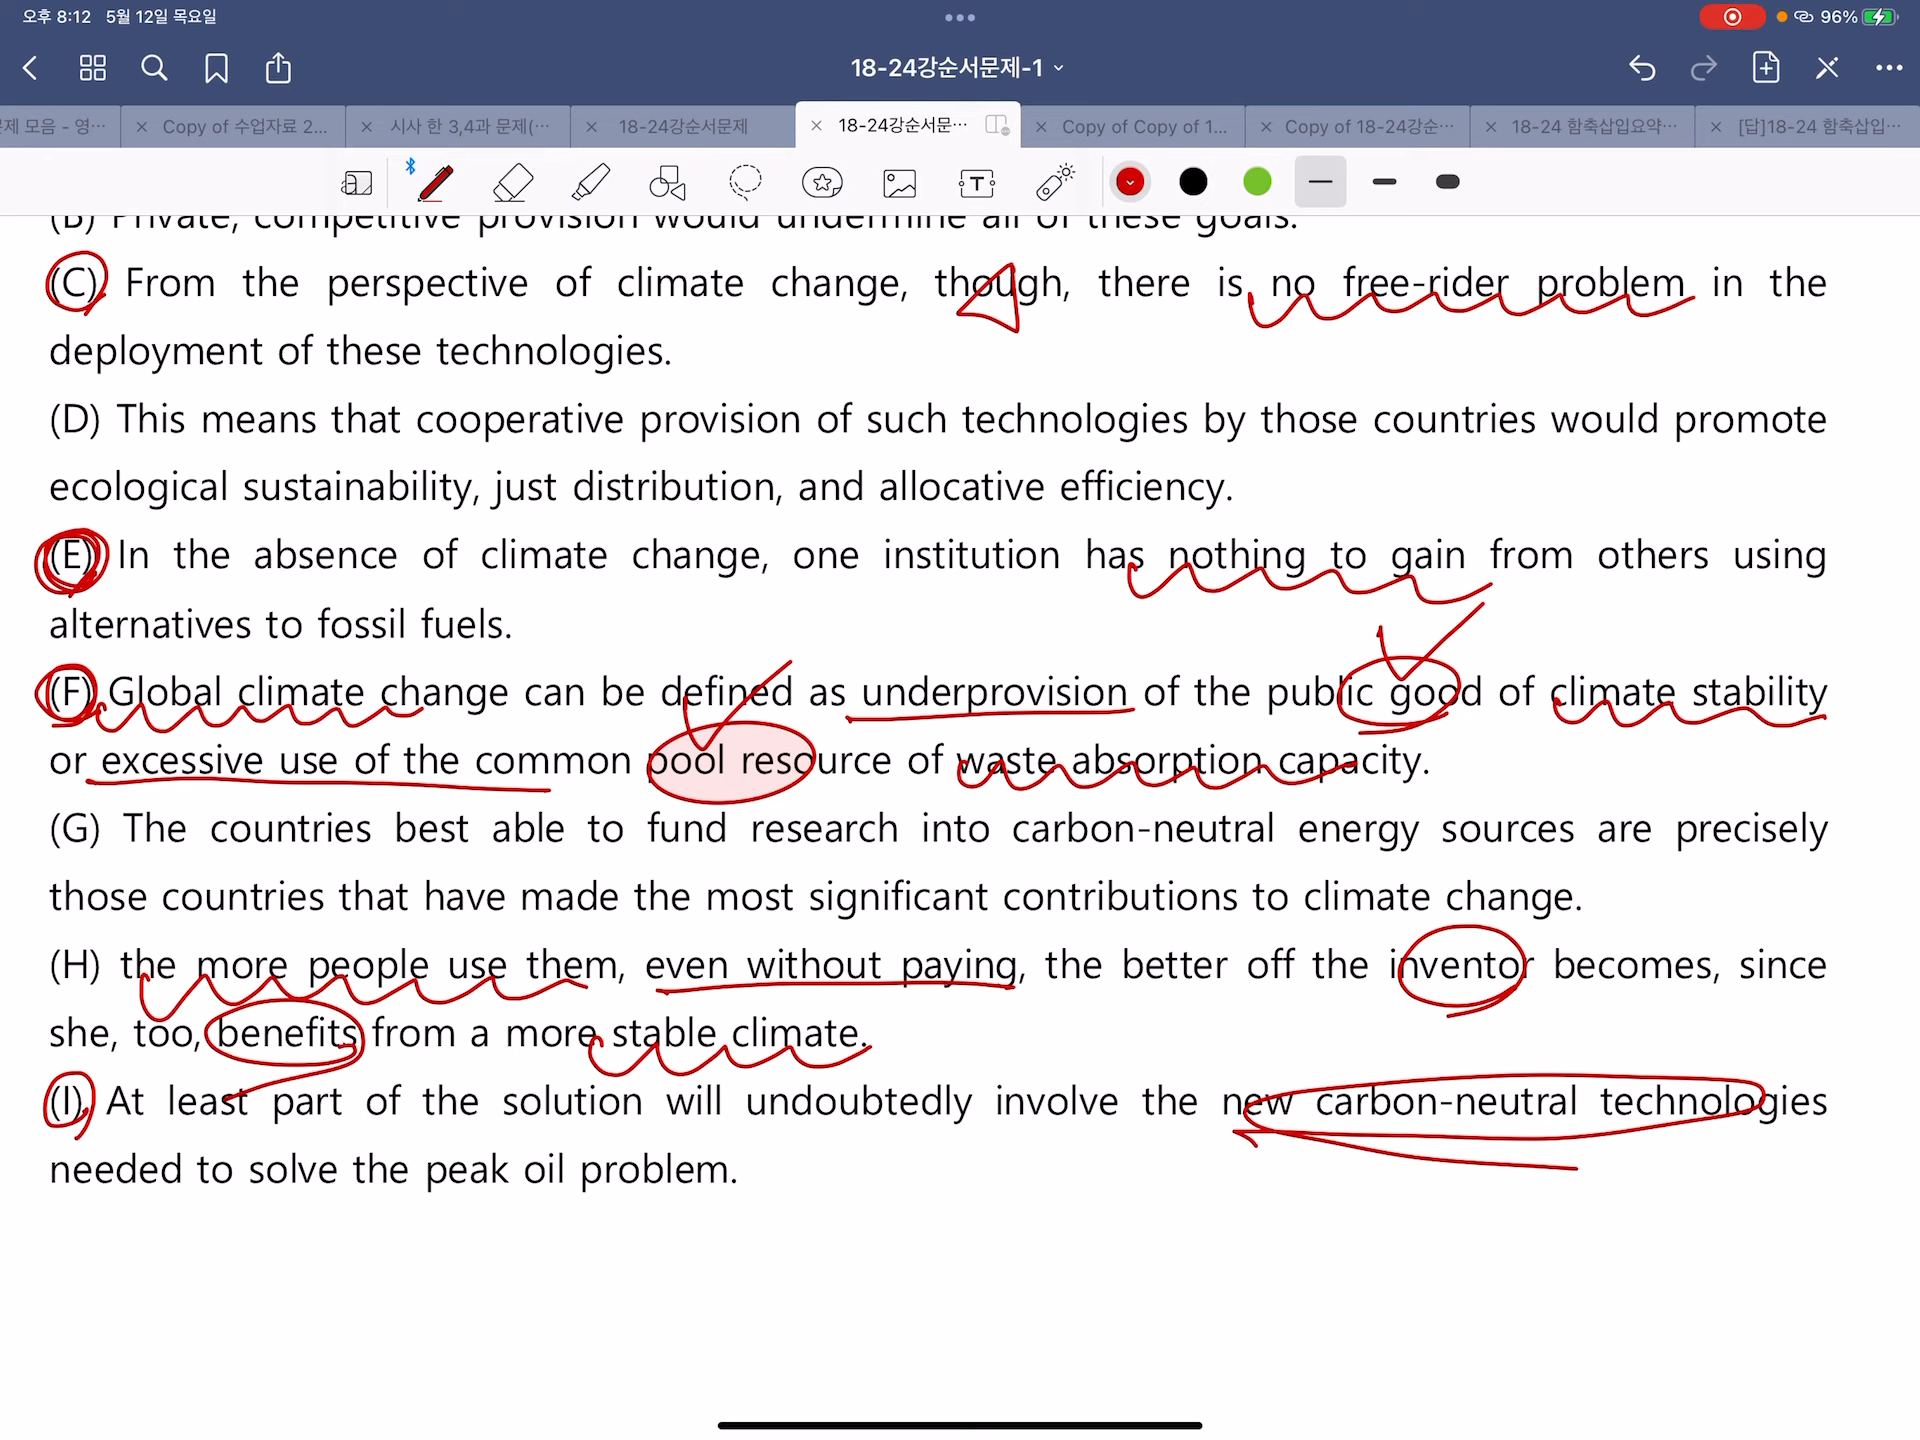 오후 8:12 5월 12일 목요일
96%
18-24강순서문제-1
제 모음 - 영…
Copy of 수업자료 2...
시사 한 3,4과 문제(…
18-24강순서문제
18-24강순서문…
Copy of Copy of 1...
Copy of 18-24강순…
18-24 함축삽입요약…
[답]18-24 함축삽입…
(B) Private, competitive provision would undermine all of these goals.
(C) From the perspective of climate change, though, there is no free-rider problem in the
deployment of these technologies.
(D) This means that cooperative provision of such technologies by those countries would promote
ecological sustainability, just distribution, and allocative efficiency.
(E) In the absence of climate change, one institution has nothing to gain from others using
alternatives to fossil fuels.
(F) Global climate change can be defined as underprovision of the public good of climate stability
or excessive use of the common pool resource of waste absorption capacity.
(G) The countries best able to fund research into carbon-neutral energy sources are precisely
those countries that have made the most significant contributions to climate change.
(H) the more people use them, even without paying, the better off the inventor becomes, since
she, too, benefits from a more stable climate.
(I) At least part of the solution will undoubtedly involve the new carbon-neutral technologies
needed to solve the peak oil problem.